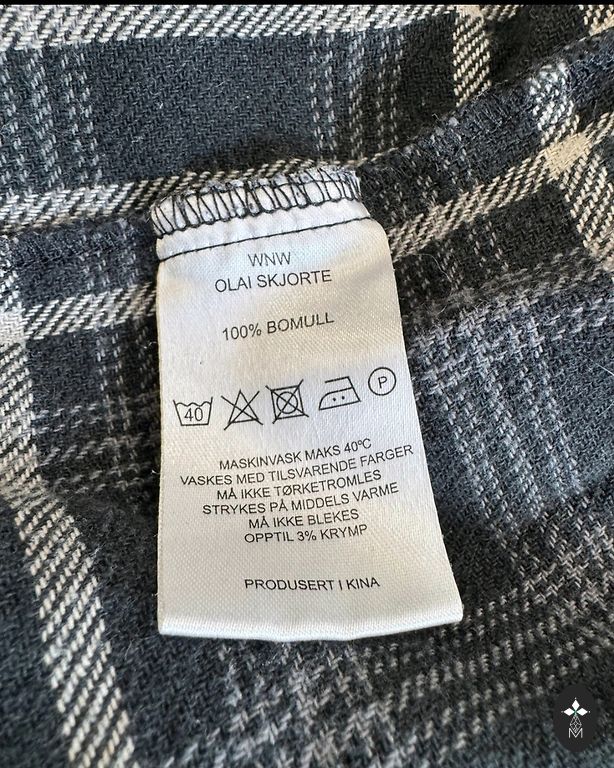 WNW
OLAI SKJORTE
100% BOMULL
40 P
MASKINVASK MAKS 40°C
VASKES MED TILSVARENDE FARGER
MÅ IKKE TØRKETROMLES
STRYKES PÅ MIDDELS VARME
MÅ IKKE BLEKES
OPPTIL 3% KRYMP
PRODUSERT I KINA
M